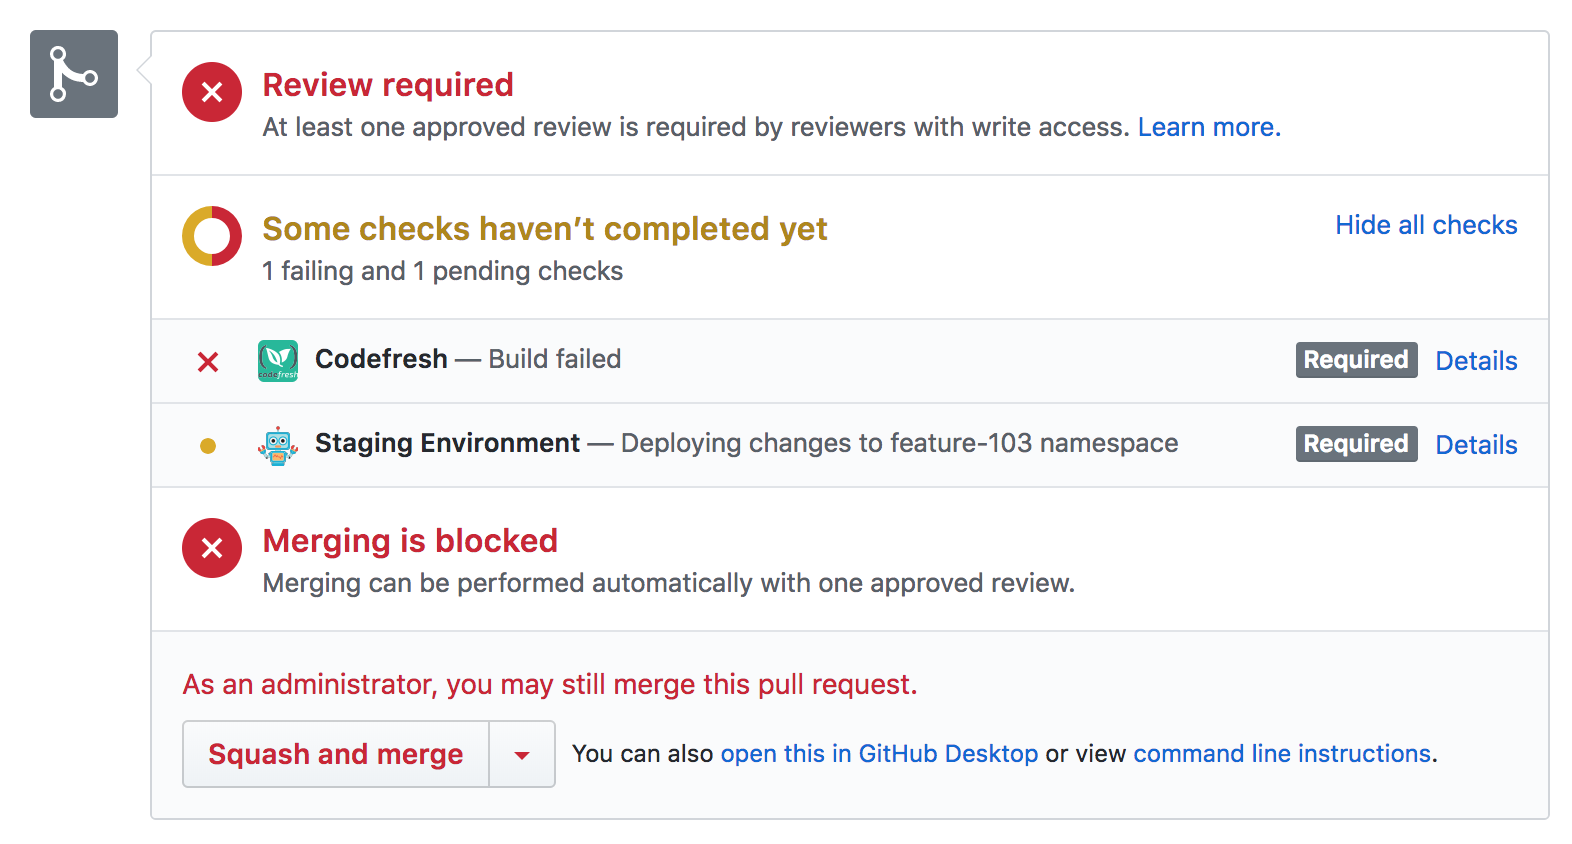 Review required
At least one approved review is required by reviewers with write access. Learn more.
Some checks haven’t completed yet
Hide all checks
1 failing and 1 pending checks
codefresh
Codefresh — Build failed
Required
Details
Staging Environment — Deploying changes to feature-103 namespace
Required
Details
Merging is blocked
Merging can be performed automatically with one approved review.
As an administrator, you may still merge this pull request.
Squash and merge
You can also open this in GitHub Desktop or view command line instructions.